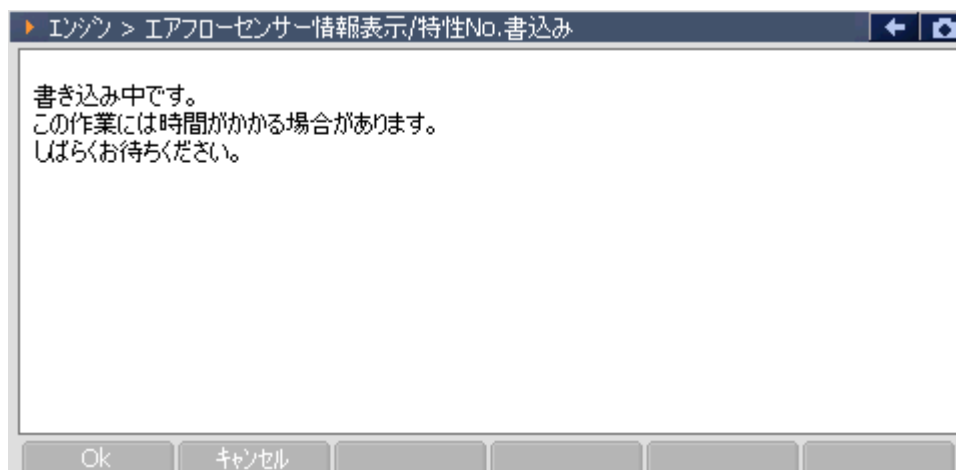 エンジン > エアフローセンサー情報表示/特性No.書込み
書き込み中です。
この作業には時間がかかる場合があります。
しばらくお待ちください。
Ok
キャンセル